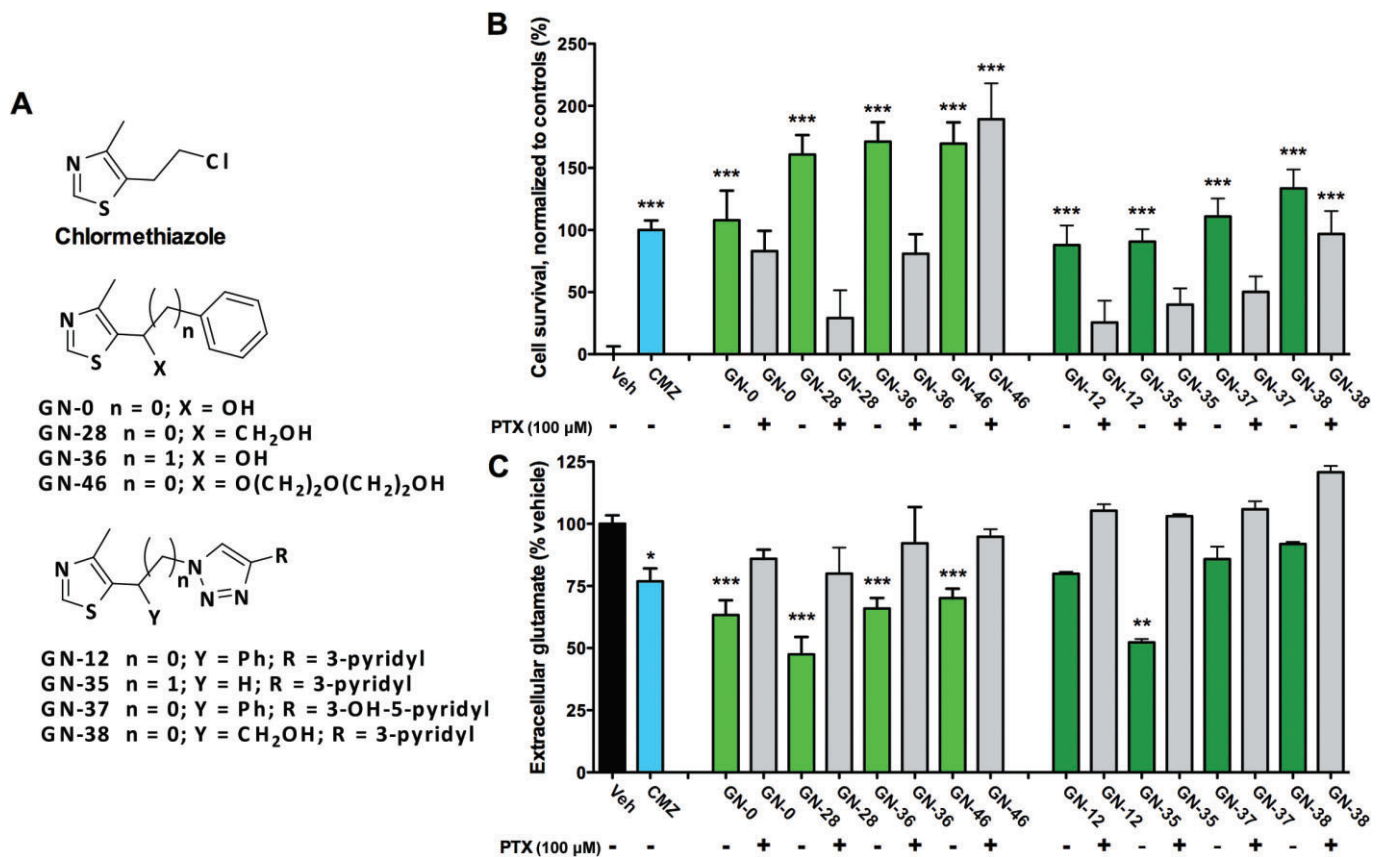 A
N
S
Cl
Chlormethiazole
N
S
X
n
GN-0 n = 0; X = OH
GN-28 n = 0; X = CH₂OH
GN-36 n = 1; X = OH
GN-46 n = 0; X = O(CH₂)₂O(CH₂)₂OH
N
S
Y
n
N
N=N
R
GN-12 n = 0; Y = Ph; R = 3-pyridyl
GN-35 n = 1; Y = H; R = 3-pyridyl
GN-37 n = 0; Y = Ph; R = 3-OH-5-pyridyl
GN-38 n = 0; Y = CH₂OH; R = 3-pyridyl
B
Cell survival, normalized to controls (%)
250
200
150
100
50
0
*** *** *** *** *** *** *** *** *** *** ***
Veh CMZ GN-0 GN-0 GN-28 GN-28 GN-36 GN-36 GN-46 GN-46 GN-12 GN-12 GN-35 GN-35 GN-37 GN-37 GN-38 GN-38
PTX (100 µM) - - - + - + - + - + - + - + - + - +
C
Extracellular glutamate (% vehicle)
125
100
75
50
25
0
* *** *** *** *** **
Veh CMZ GN-0 GN-0 GN-28 GN-28 GN-36 GN-36 GN-46 GN-46 GN-12 GN-12 GN-35 GN-35 GN-37 GN-37 GN-38 GN-38
PTX (100 µM) - - - + - + - + - + - + - + - + - +